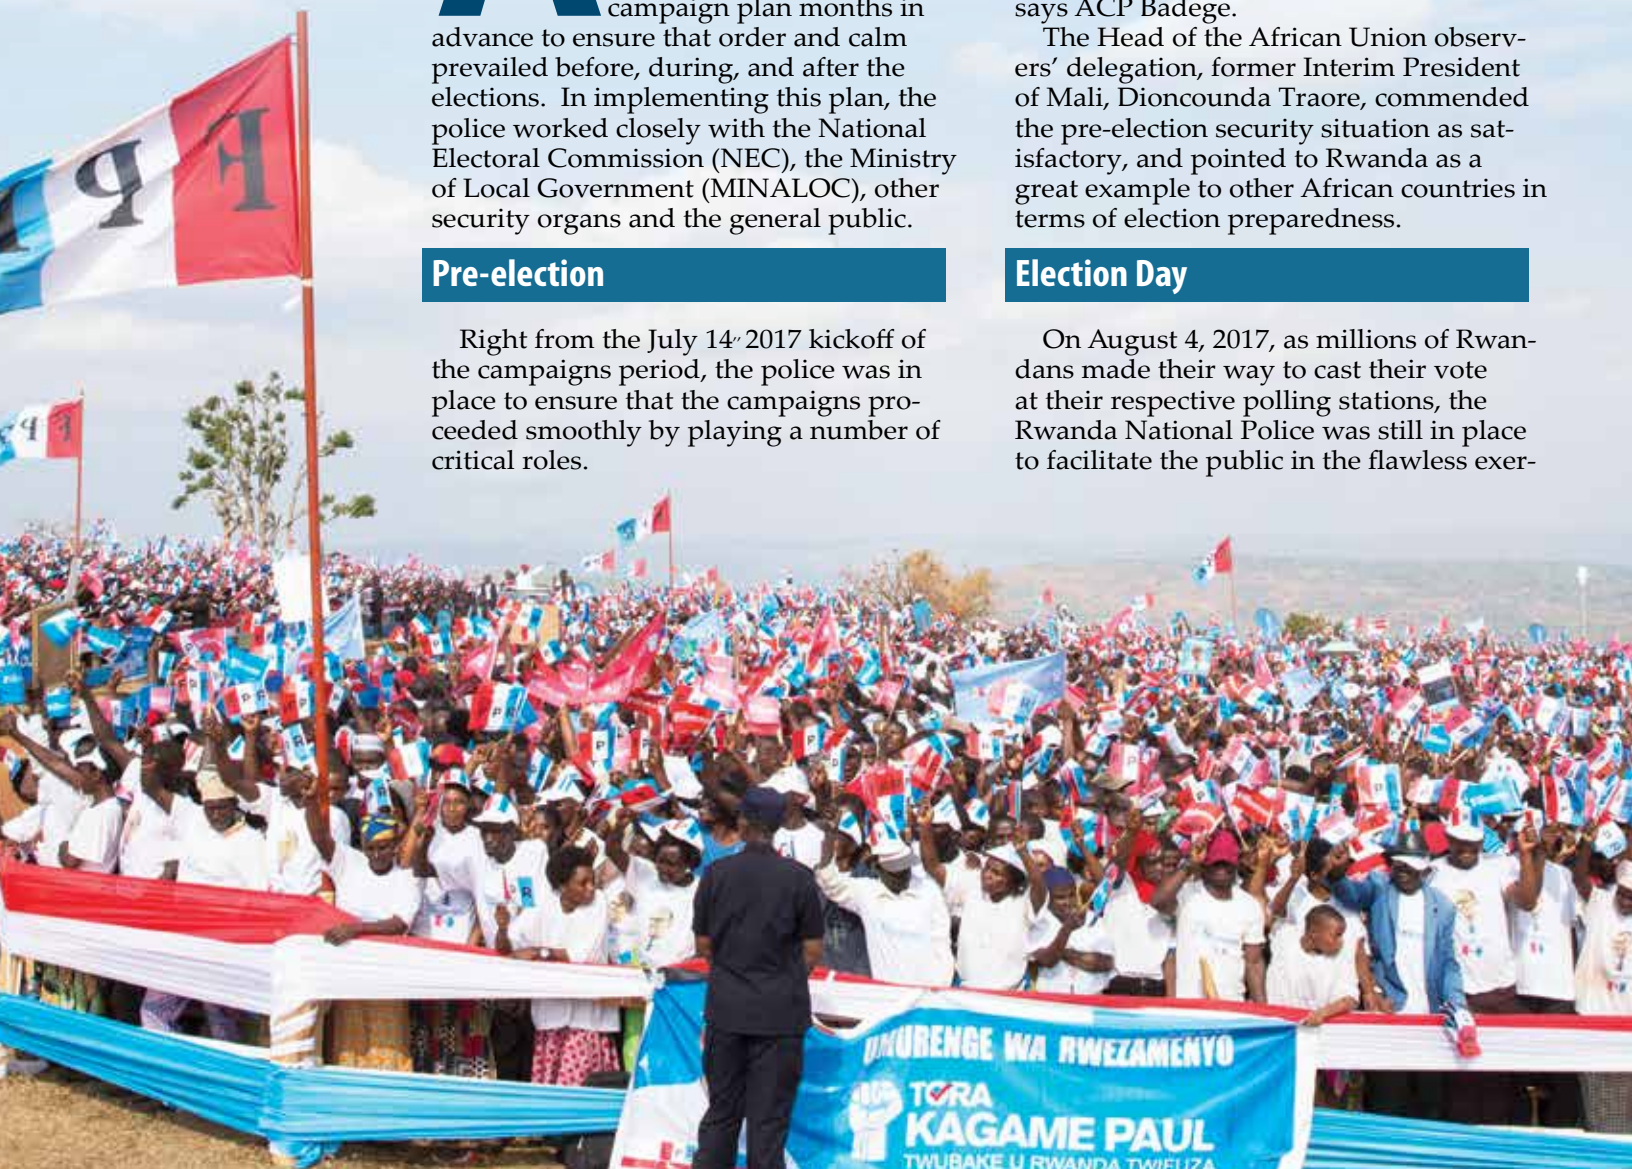 campaign plan months in
advance to ensure that order and calm
prevailed before, during, and after the
elections. In implementing this plan, the
police worked closely with the National
Electoral Commission (NEC), the Ministry
of Local Government (MINALOC), other
security organs and the general public.
Pre-election
Right from the July 14,, 2017 kickoff of
the campaigns period, the police was in
place to ensure that the campaigns pro-
ceeded smoothly by playing a number of
critical roles.
says ACP Badege.
The Head of the African Union observ-
ers' delegation, former Interim President
of Mali, Dioncounda Traore, commended
the pre-election security situation as sat-
isfactory, and pointed to Rwanda as a
great example to other African countries in
terms of election preparedness.
Election Day
On August 4, 2017, as millions of Rwan-
dans made their way to cast their vote
at their respective polling stations, the
Rwanda National Police was still in place
to facilitate the public in the flawless exer-
FPR
UMURENGE WA RWEZAMENYO
TORA
KAGAME PAUL
TWUBAKE U RWANDA TWIFUZA